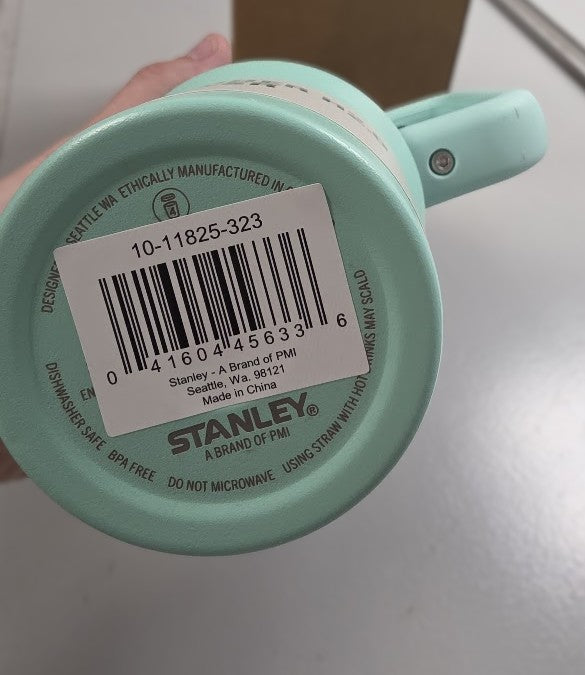 DESIGNE
SEATTLE WA ETHICALLY MANUFACTURED IN
10-11825-323
0 41604 45633 6
Stanley - A Brand of PMI
Seattle, Wa. 98121
Made in China
STANLEY®
A BRAND OF PMI
DISHWASHER SAFE BPA FREE DO NOT MICROWAVE USING STRAW WITH HOT DRINKS MAY SCALD